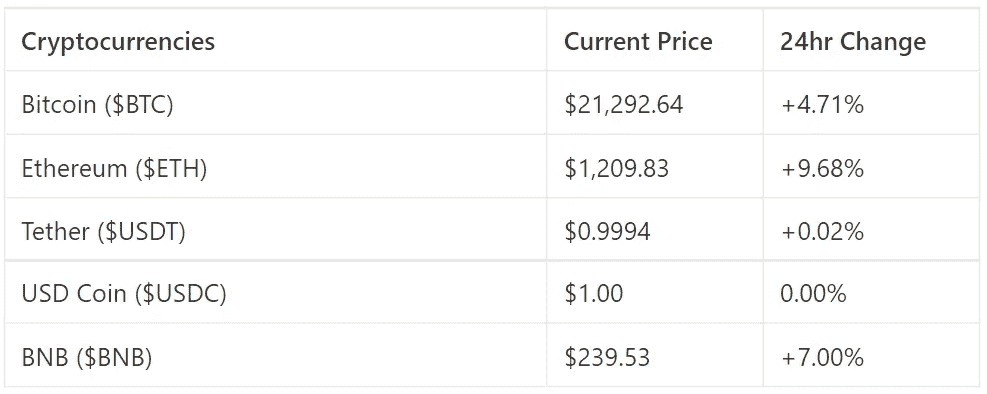 Cryptocurrencies Current Price 24hr Change
Bitcoin ($BTC) $21,292.64 +4.71%
Ethereum ($ETH) $1,209.83 +9.68%
Tether ($USDT) $0.9994 +0.02%
USD Coin ($USDC) $1.00 0.00%
BNB ($BNB) $239.53 +7.00%